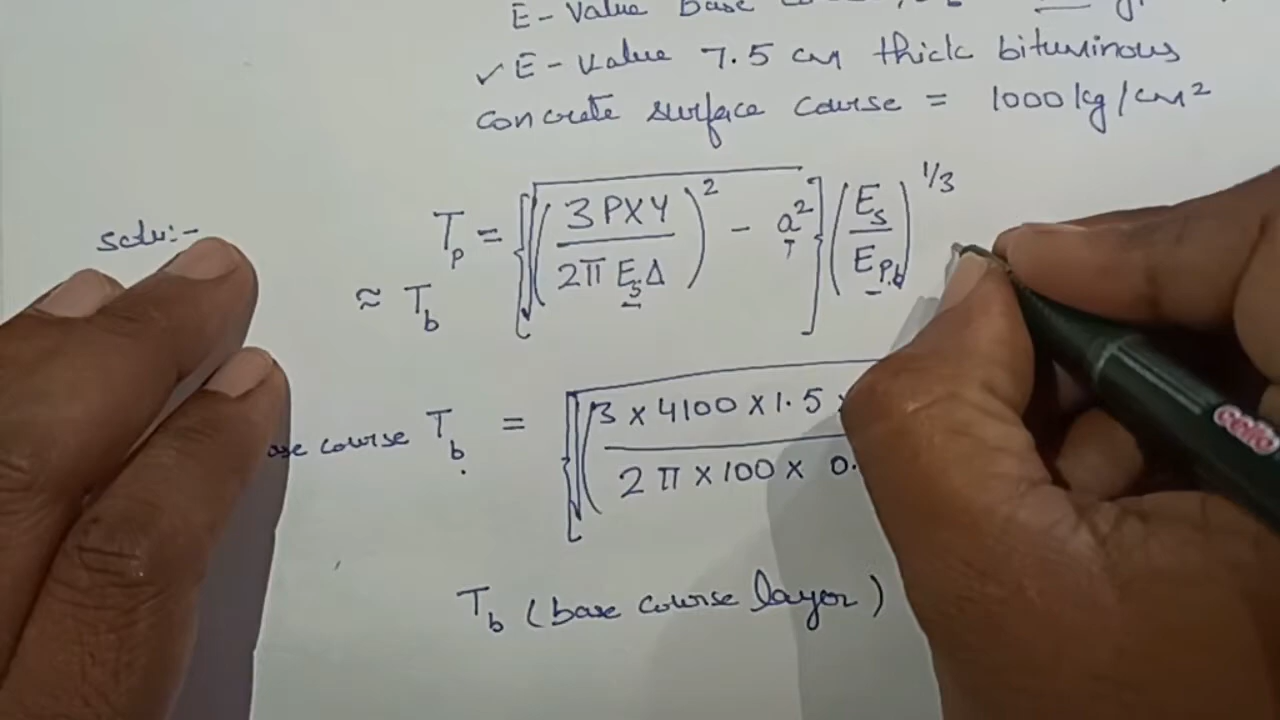 E-Value Base
✓ E-Value 7.5 cm thick bituminous
concrete surface course = 1000 kg/cm²
Soln:-
T_p = {√((3PXY / 2π E_s Δ)² - a²)} (E_s / E_p.b)^1/3
≈ T_b
course T_b = {√((3 × 4100 × 1.5 / 2π × 100 × 0.
T_b (base course layer)
cello